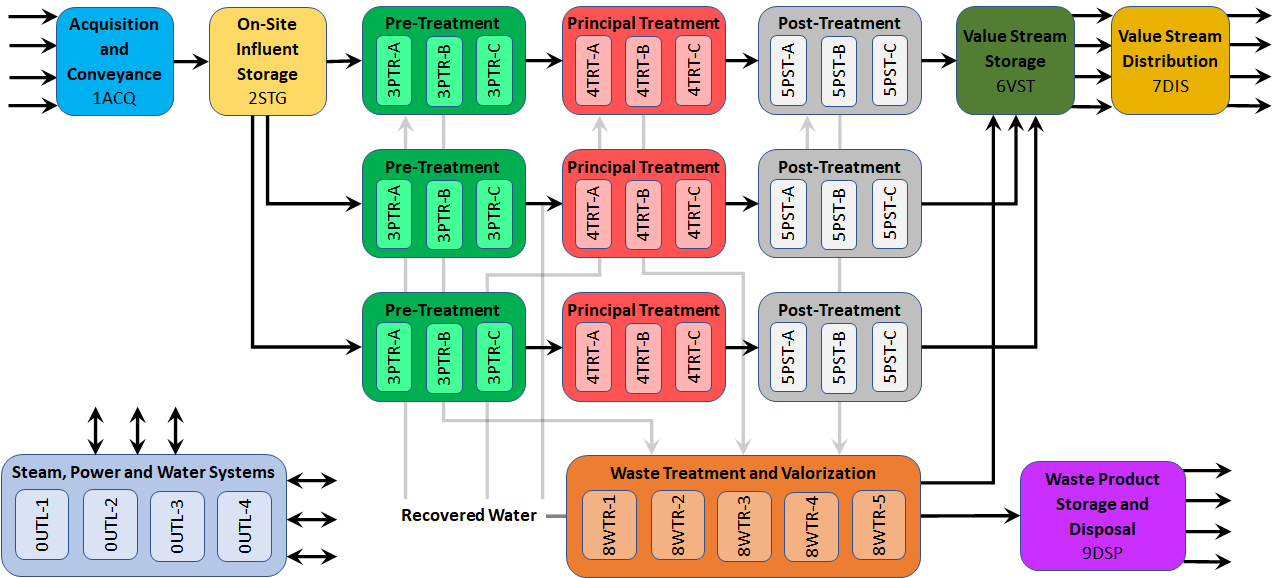 Acquisition
and
Conveyance
1ACQ
On-Site
Influent
Storage
2STG
Pre-Treatment
3PTR-A
3PTR-B
3PTR-C
Principal Treatment
4TRT-A
4TRT-B
4TRT-C
Post-Treatment
5PST-A
5PST-B
5PST-C
Value Stream
Storage
6VST
Value Stream
Distribution
7DIS
Pre-Treatment
3PTR-A
3PTR-B
3PTR-C
Principal Treatment
4TRT-A
4TRT-B
4TRT-C
Post-Treatment
5PST-A
5PST-B
5PST-C
Pre-Treatment
3PTR-A
3PTR-B
3PTR-C
Principal Treatment
4TRT-A
4TRT-B
4TRT-C
Post-Treatment
5PST-A
5PST-B
5PST-C
Steam, Power and Water Systems
0UTL-1
0UTL-2
0UTL-3
0UTL-4
Recovered Water
Waste Treatment and Valorization
8WTR-1
8WTR-2
8WTR-3
8WTR-4
8WTR-5
Waste Product
Storage and
Disposal
9DSP